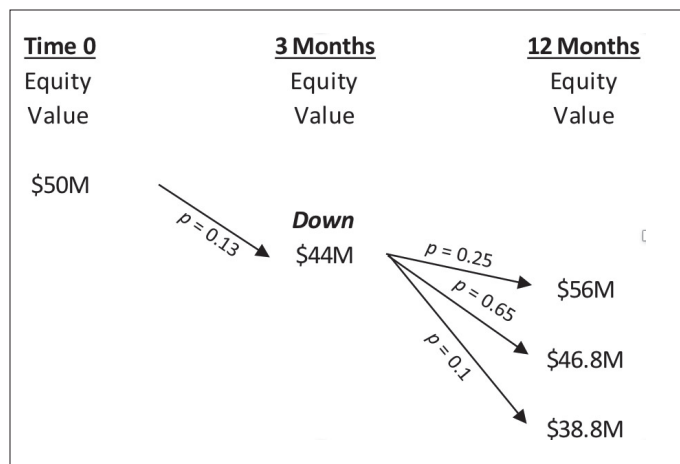 Time 0 3 Months 12 Months
Equity Equity Equity
Value Value Value
$50M
Down
p = 0.13
$44M
p = 0.25
$56M
p = 0.65
$46.8M
p = 0.1
$38.8M